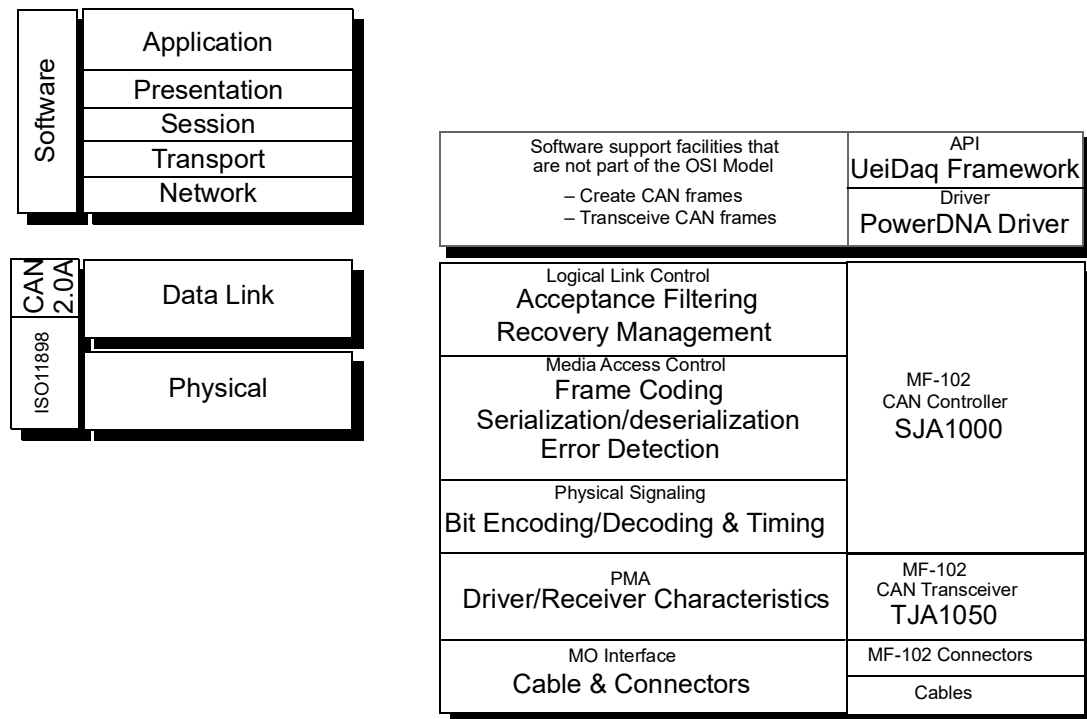 Software
Application
Presentation
Session
Transport
Network
CAN
2.0A
Data Link
ISO11898
Physical
Software support facilities that
are not part of the OSI Model
– Create CAN frames
– Transceive CAN frames
API
UeiDaq Framework
Driver
PowerDNA Driver
Logical Link Control
Acceptance Filtering
Recovery Management
Media Access Control
Frame Coding
Serialization/deserialization
Error Detection
Physical Signaling
Bit Encoding/Decoding & Timing
MF-102
CAN Controller
SJA1000
PMA
Driver/Receiver Characteristics
MF-102
CAN Transceiver
TJA1050
MO Interface
Cable & Connectors
MF-102 Connectors
Cables